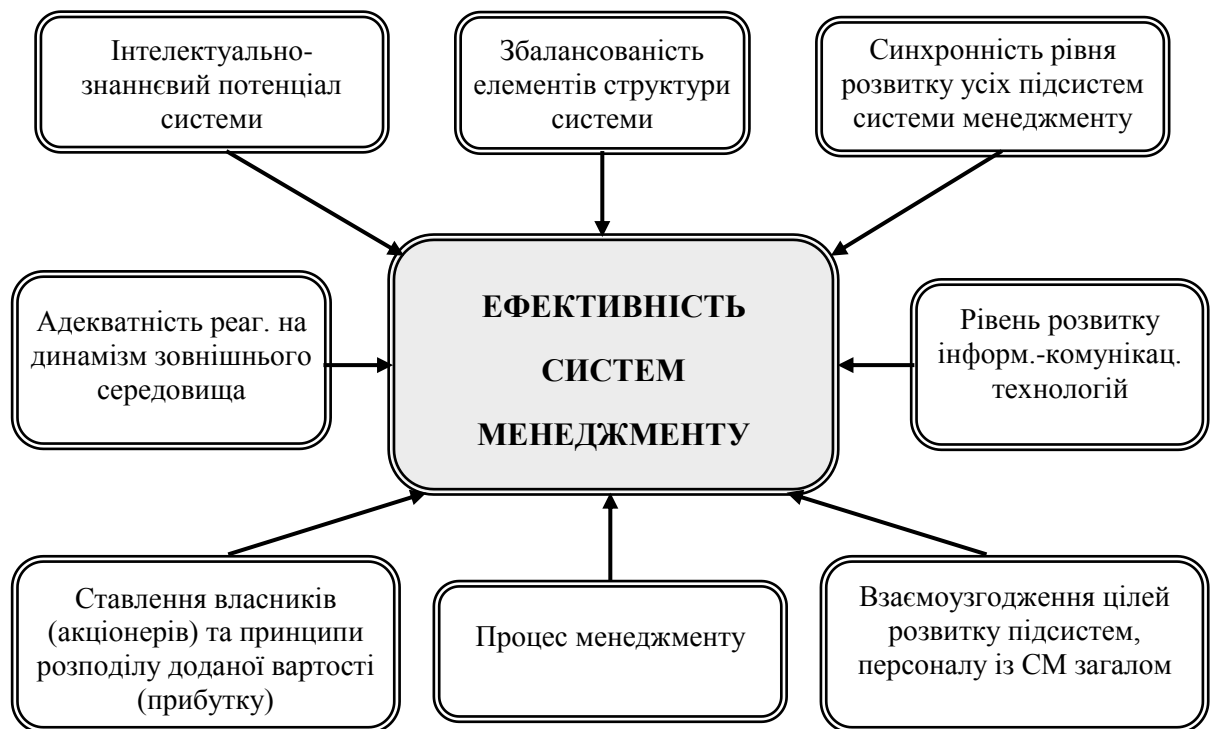 Інтелектуально-
знаннєвий потенціал
системи
Збалансованість
елементів структури
системи
Синхронність рівня
розвитку усіх підсистем
системи менеджменту
Адекватність реаг. на
динамізм зовнішнього
середовища
ЕФЕКТИВНІСТЬ
СИСТЕМ
МЕНЕДЖМЕНТУ
Рівень розвитку
інформ.-комунікац.
технологій
Ставлення власників
(акціонерів) та принципи
розподілу доданої вартості
(прибутку)
Процес менеджменту
Взаємоузгодження цілей
розвитку підсистем,
персоналу із СМ загалом